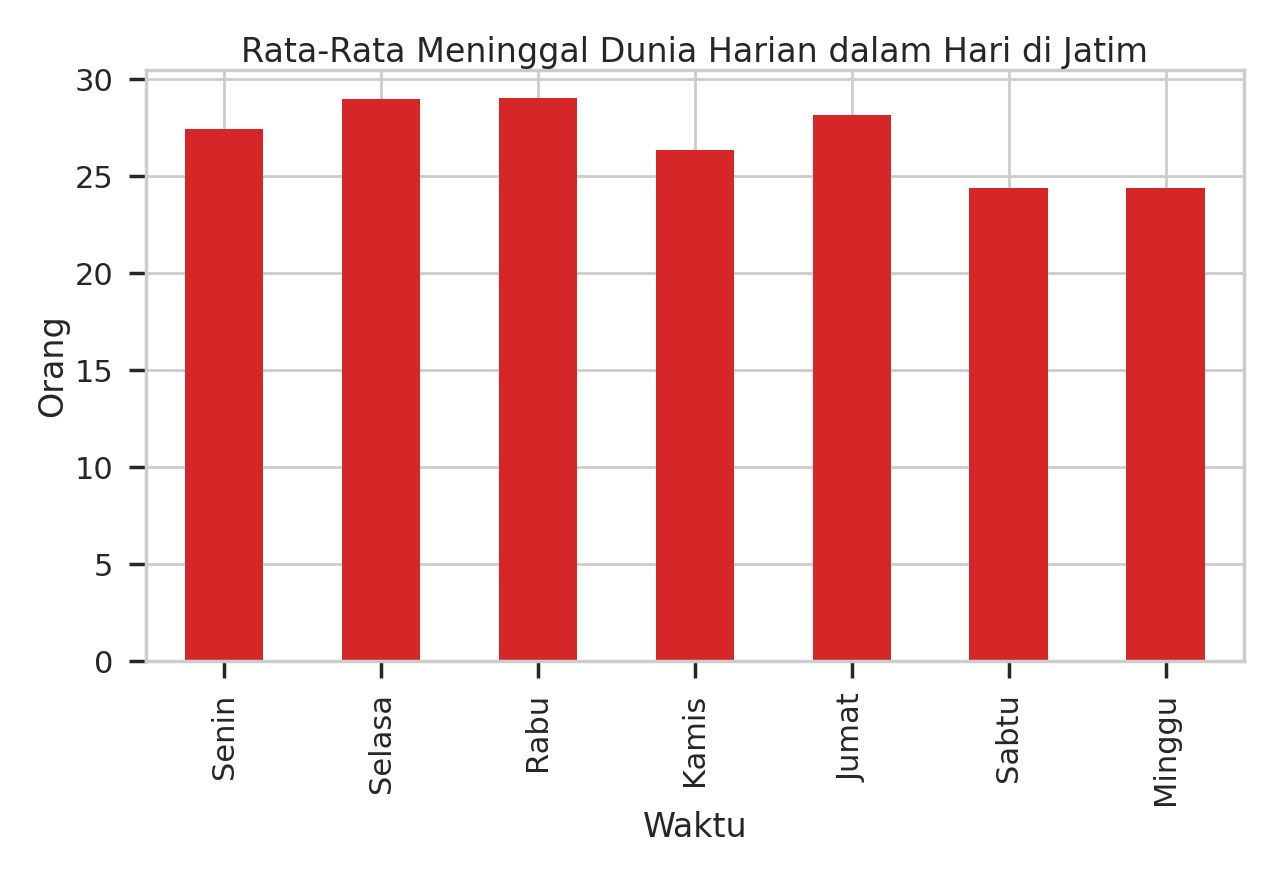 Rata-Rata Meninggal Dunia Harian dalam Hari di Jatim
30
25
20
15
10
5
0
Orang
Senin
Selasa
Rabu
Kamis
Jumat
Sabtu
Minggu
Waktu